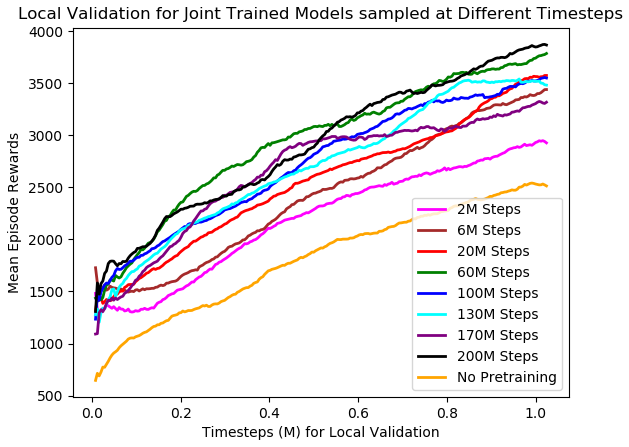 Local Validation for Joint Trained Models sampled at Different Timesteps
4000
3500
3000
2500
2000
1500
1000
500
Mean Episode Rewards
2M Steps
6M Steps
20M Steps
60M Steps
100M Steps
130M Steps
170M Steps
200M Steps
No Pretraining
0.0 0.2 0.4 0.6 0.8 1.0
Timesteps (M) for Local Validation